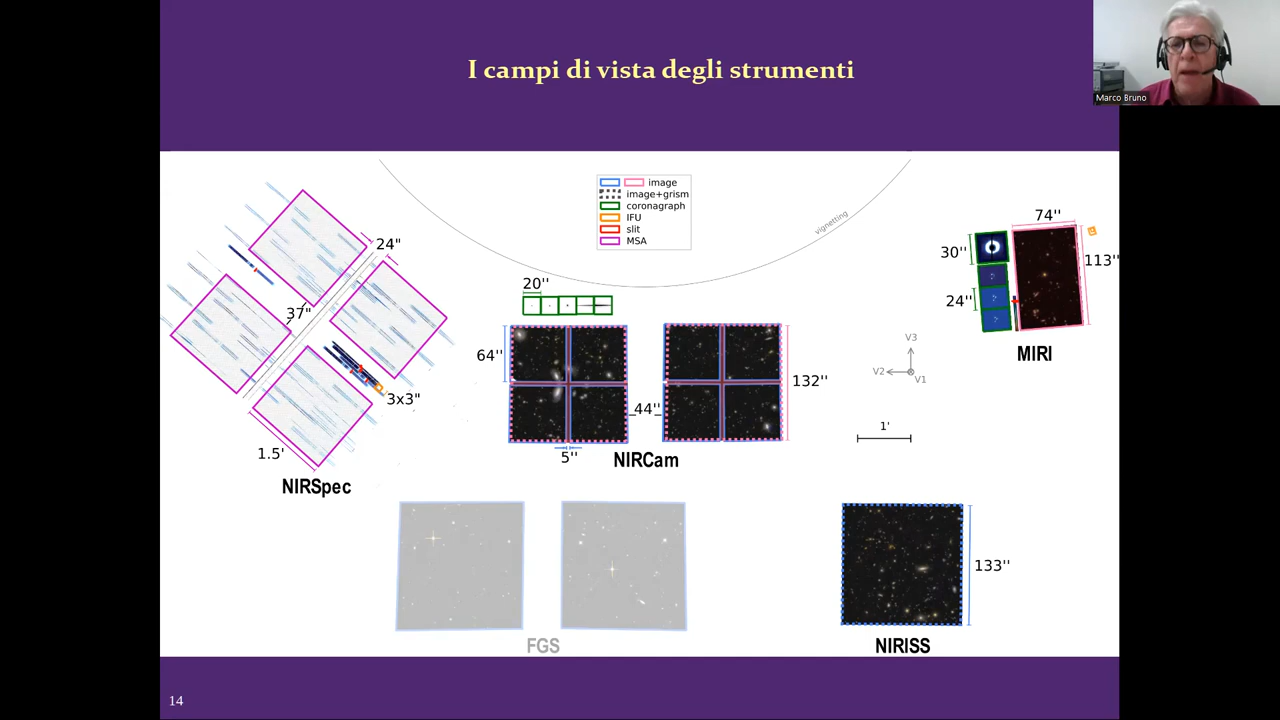 I campi di vista degli strumenti
Marco Bruno
image
image+grism
coronagraph
IFU
slit
MSA
vignetting
24"
37"
3x3"
1.5'
NIRSpec
20''
64''
44''
132''
5''
NIRCam
V3
V2
V1
1'
74''
30''
113''
24''
MIRI
FGS
133''
NIRISS
14